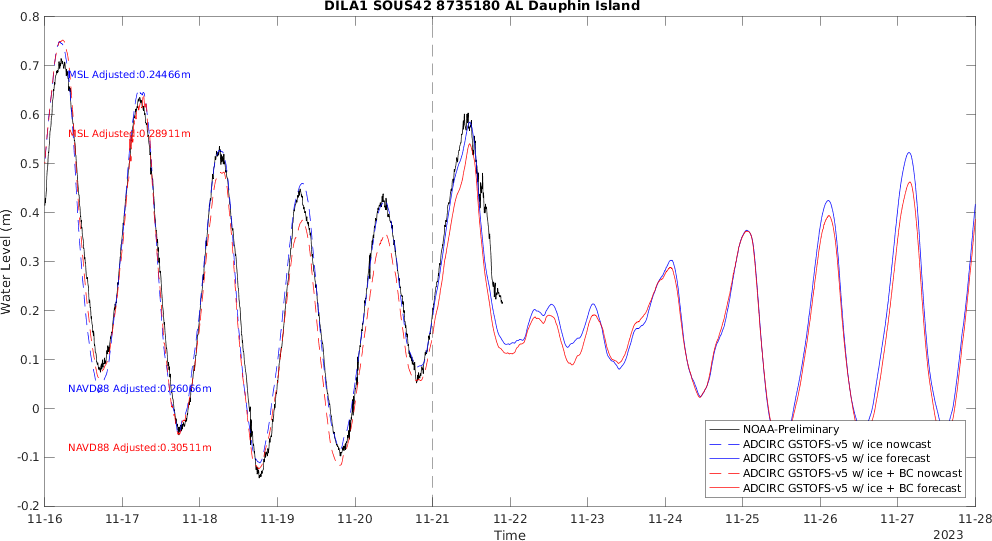 DILA1 SOUS42 8735180 AL Dauphin Island
0.8
0.7
0.6
0.5
0.4
0.3
0.2
0.1
0
-0.1
-0.2
Water Level (m)
MSL Adjusted:0.24466m
MSL Adjusted:0.28911m
NAVD88 Adjusted:0.26066m
NAVD88 Adjusted:0.30511m
NOAA-Preliminary
ADCIRC GSTOFS-v5 w/ ice nowcast
ADCIRC GSTOFS-v5 w/ ice forecast
ADCIRC GSTOFS-v5 w/ ice + BC nowcast
ADCIRC GSTOFS-v5 w/ ice + BC forecast
11-16 11-17 11-18 11-19 11-20 11-21 11-22 11-23 11-24 11-25 11-26 11-27 11-28
Time
2023